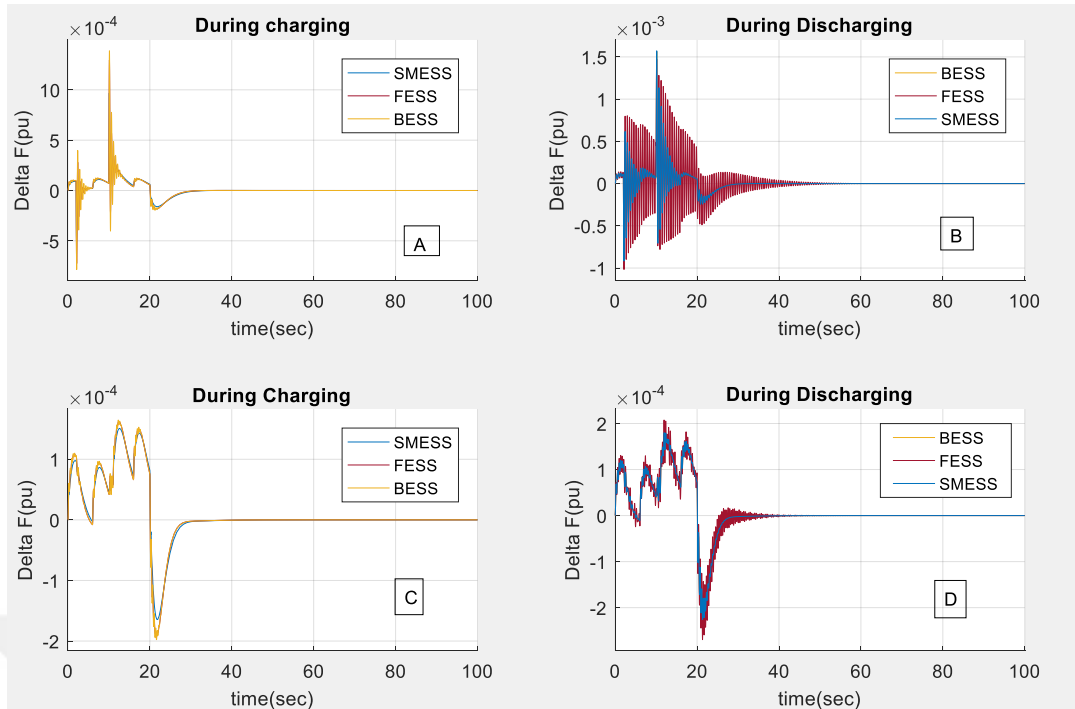 During charging
×10-4
10
5
0
-5
0 20 40 60 80 100
Delta F(pu)
time(sec)
SMESS
FESS
BESS
A
During Discharging
×10-3
1.5
1
0.5
0
-0.5
-1
0 20 40 60 80 100
Delta F(pu)
time(sec)
BESS
FESS
SMESS
B
During Charging
×10-4
1
0
-1
-2
0 20 40 60 80 100
Delta F(pu)
time(sec)
SMESS
FESS
BESS
C
During Discharging
×10-4
2
1
0
-1
-2
0 20 40 60 80 100
Delta F(pu)
time(sec)
BESS
FESS
SMESS
D